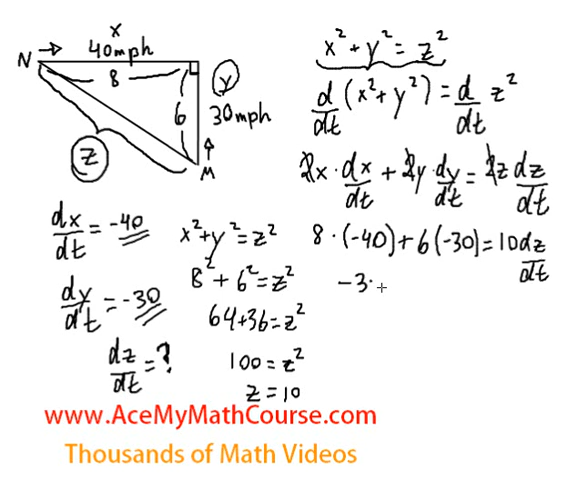 x
40mph
N → 8 y
6 30mph
z
↑
M
dx/dt = -40
dy/dt = -30
dz/dt = ?
x² + y² = z²
8² + 6² = z²
64+36 = z²
100 = z²
z = 10
x² + y² = z²
d/dt (x² + y²) = d/dt z²
2x · dx/dt + 2y · dy/dt = 2z dz/dt
8 · (-40) + 6(-30) = 10 dz/dt
-3·
www.AceMyMathCourse.com
Thousands of Math Videos